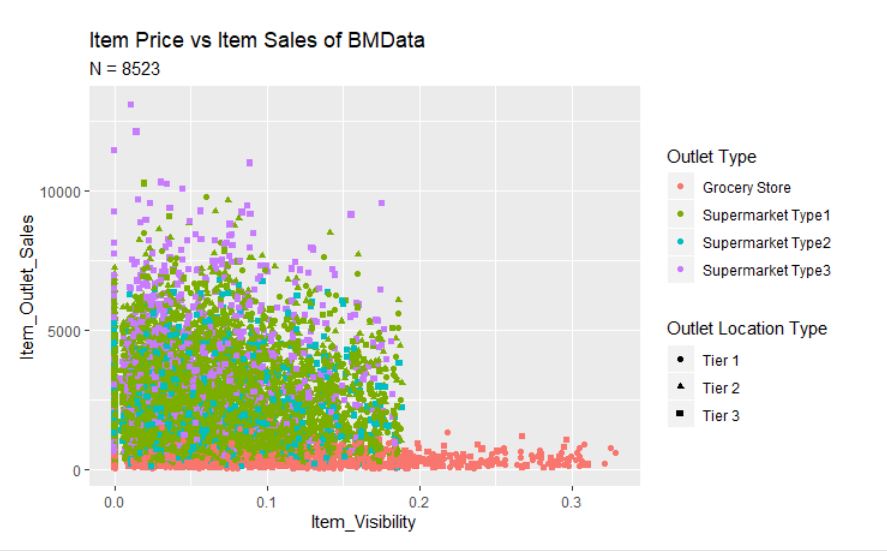 Item Price vs Item Sales of BMData
N = 8523
10000
5000
0
Item_Outlet_Sales
0.0 0.1 0.2 0.3
Item_Visibility
Outlet Type
Grocery Store
Supermarket Type1
Supermarket Type2
Supermarket Type3
Outlet Location Type
Tier 1
Tier 2
Tier 3